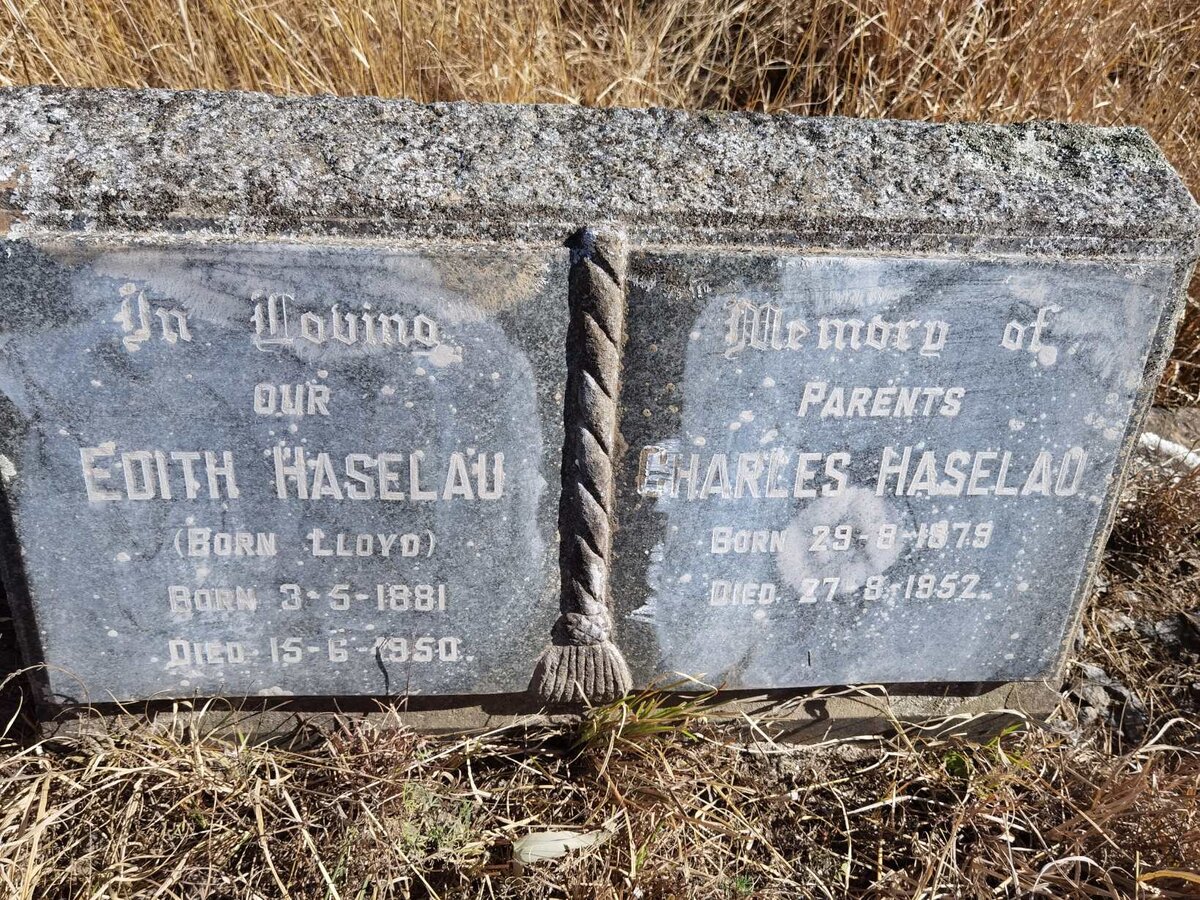 In Loving
OUR
EDITH HASELAU
(BORN LLOYD)
BORN 3-5-1881
DIED 15-6-1950.
Memory of
PARENTS
CHARLES HASELAU
BORN 29-8-1879
DIED 27-8-1952.